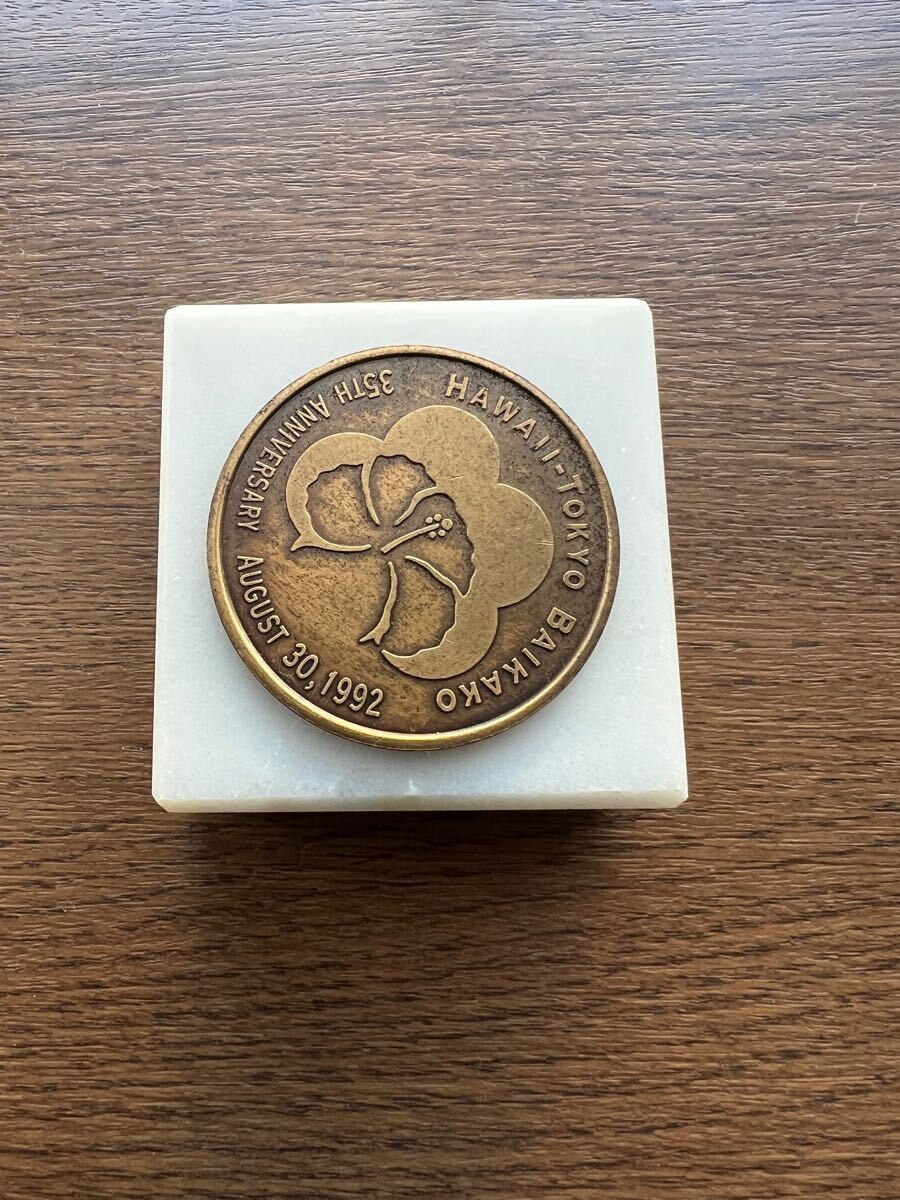 HAWAII-TOKYO BAIKAKO
35TH ANNIVERSARY AUGUST 30, 1992